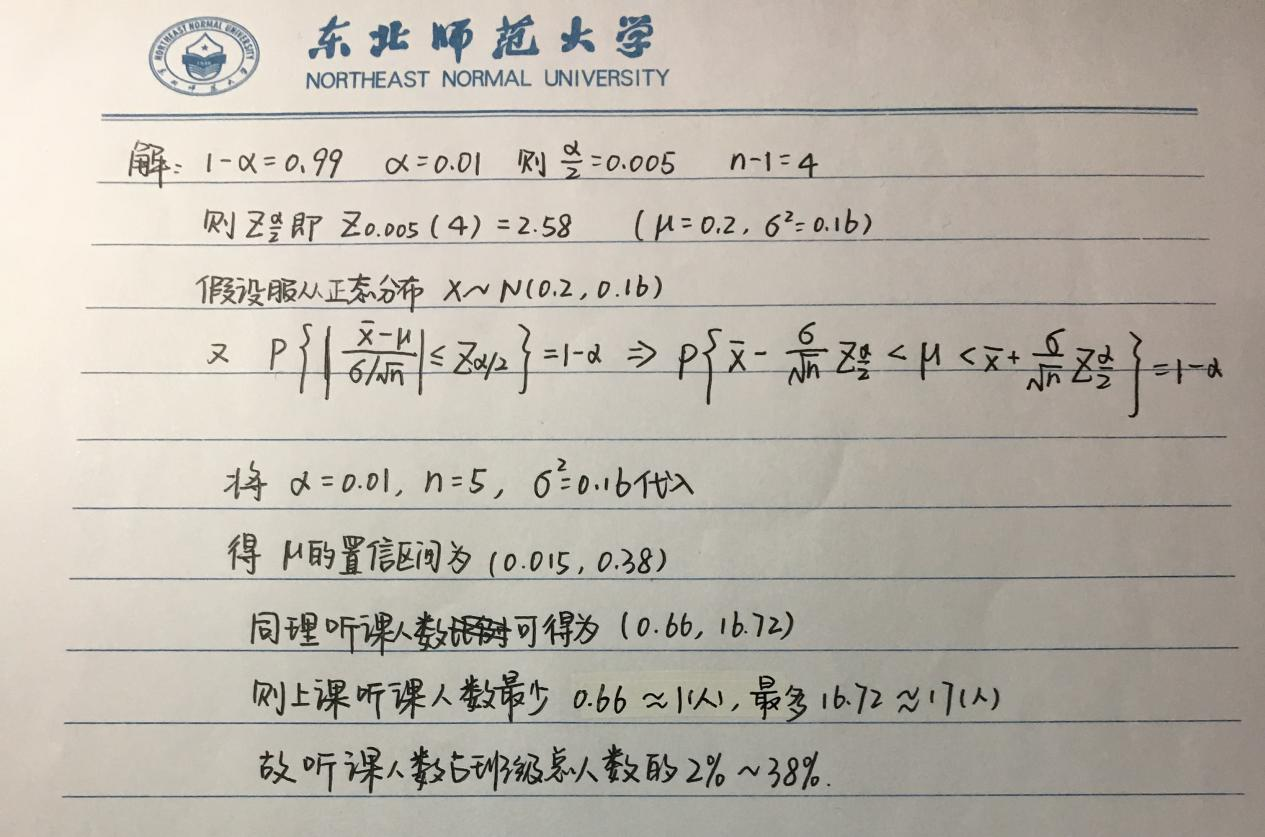 东北师范大学
NORTHEAST NORMAL UNIVERSITY
解: 1-α=0.99 α=0.01 则 α/2=0.005 n-1=4
则 Zα/2 即 Z0.005(4)=2.58 (μ=0.2, σ²=0.16)
假设服从正态分布 X~N(0.2, 0.16)
又 P{|(x̄-μ)/(σ/√n)| ≤ Zα/2}=1-α ⇒ P{x̄ - σ/√n Zα/2 < μ < x̄ + σ/√n Zα/2}=1-α
将 α=0.01, n=5, σ²=0.16代入
得 μ的置信区间为 (0.015, 0.38)
同理听课人数可得为 (0.66, 16.72)
则上课听课人数最少 0.66≈1(人), 最多16.72≈17(人)
故听课人数占班级总人数的2%~38%.